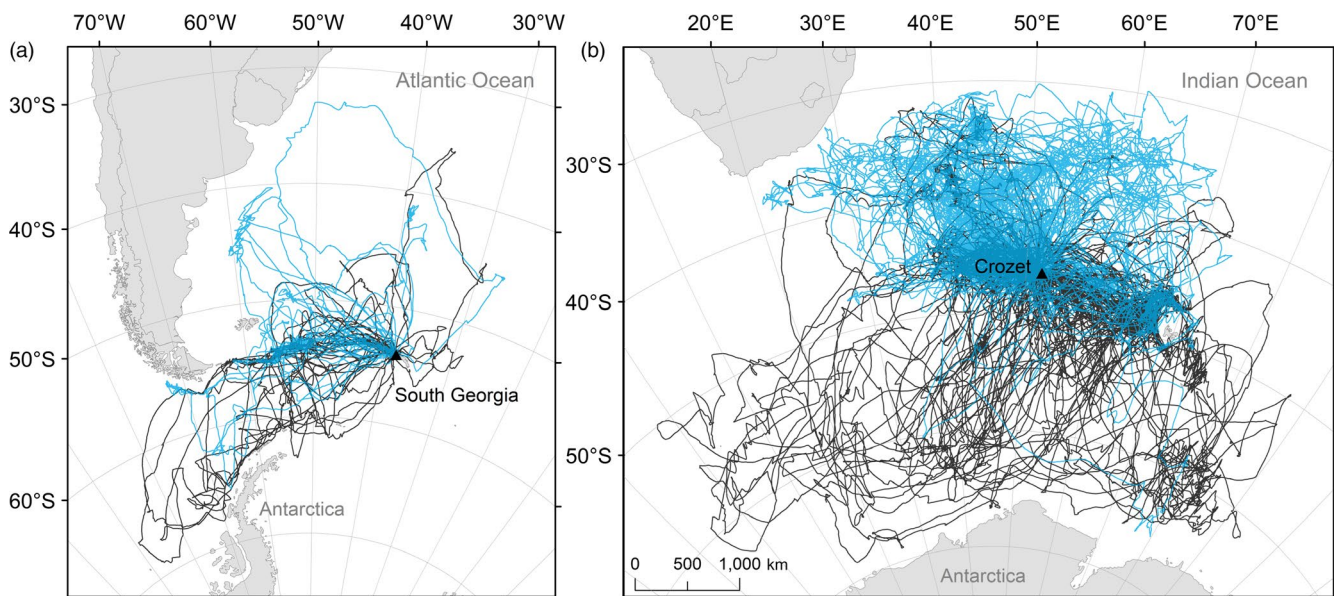 70°W 60°W 50°W 40°W 30°W
(a)
Atlantic Ocean
30°S
40°S
50°S
60°S
South Georgia
Antarctica
20°E 30°E 40°E 50°E 60°E 70°E
(b)
Indian Ocean
30°S
40°S
50°S
Crozet
0 500 1,000 km
Antarctica